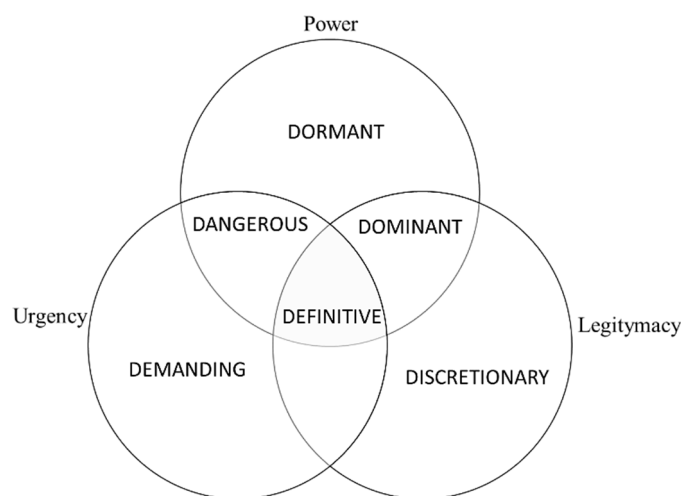 Power
DORMANT
DANGEROUS
DOMINANT
Urgency
DEFINITIVE
Legitymacy
DEMANDING
DISCRETIONARY